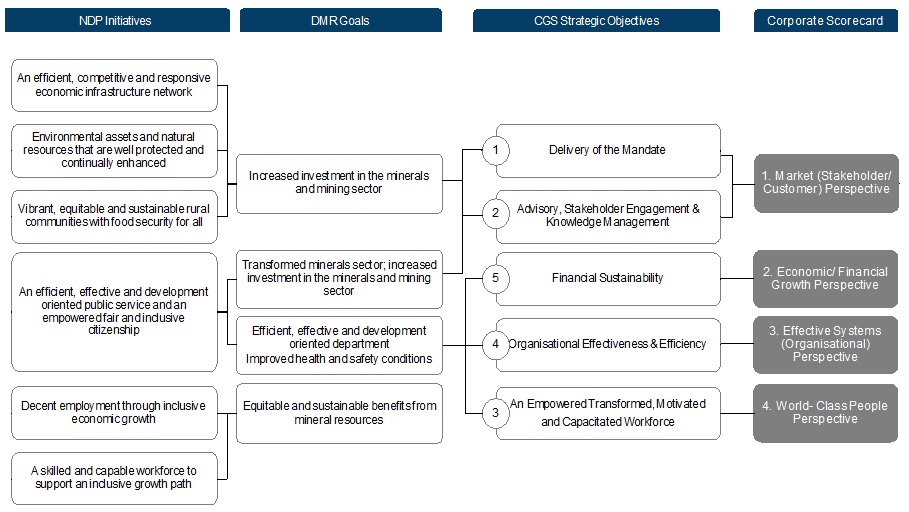 NDP Initiatives
DMR Goals
CGS Strategic Objectives
Corporate Scorecard
An efficient, competitive and responsive
economic infrastructure network
Environmental assets and natural
resources that are well protected and
continually enhanced
Vibrant, equitable and sustainable rural
communities with food security for all
An efficient, effective and development
oriented public service and an
empowered fair and inclusive
citizenship
Decent employment through inclusive
economic growth
A skilled and capable workforce to
support an inclusive growth path
Increased investment in the minerals
and mining sector
Transformed minerals sector; increased
investment in the minerals and mining
sector
Efficient, effective and development
oriented department
Improved health and safety conditions
Equitable and sustainable benefits from
mineral resources
1
Delivery of the Mandate
2
Advisory, Stakeholder Engagement &
Knowledge Management
5
Financial Sustainability
4
Organisational Effectiveness & Efficiency
3
An Empowered Transformed, Motivated
and Capacitated Workforce
1. Market (Stakeholder/
Customer) Perspective
2. Economic/ Financial
Growth Perspective
3. Effective Systems
(Organisational)
Perspective
4. World- Class People
Perspective